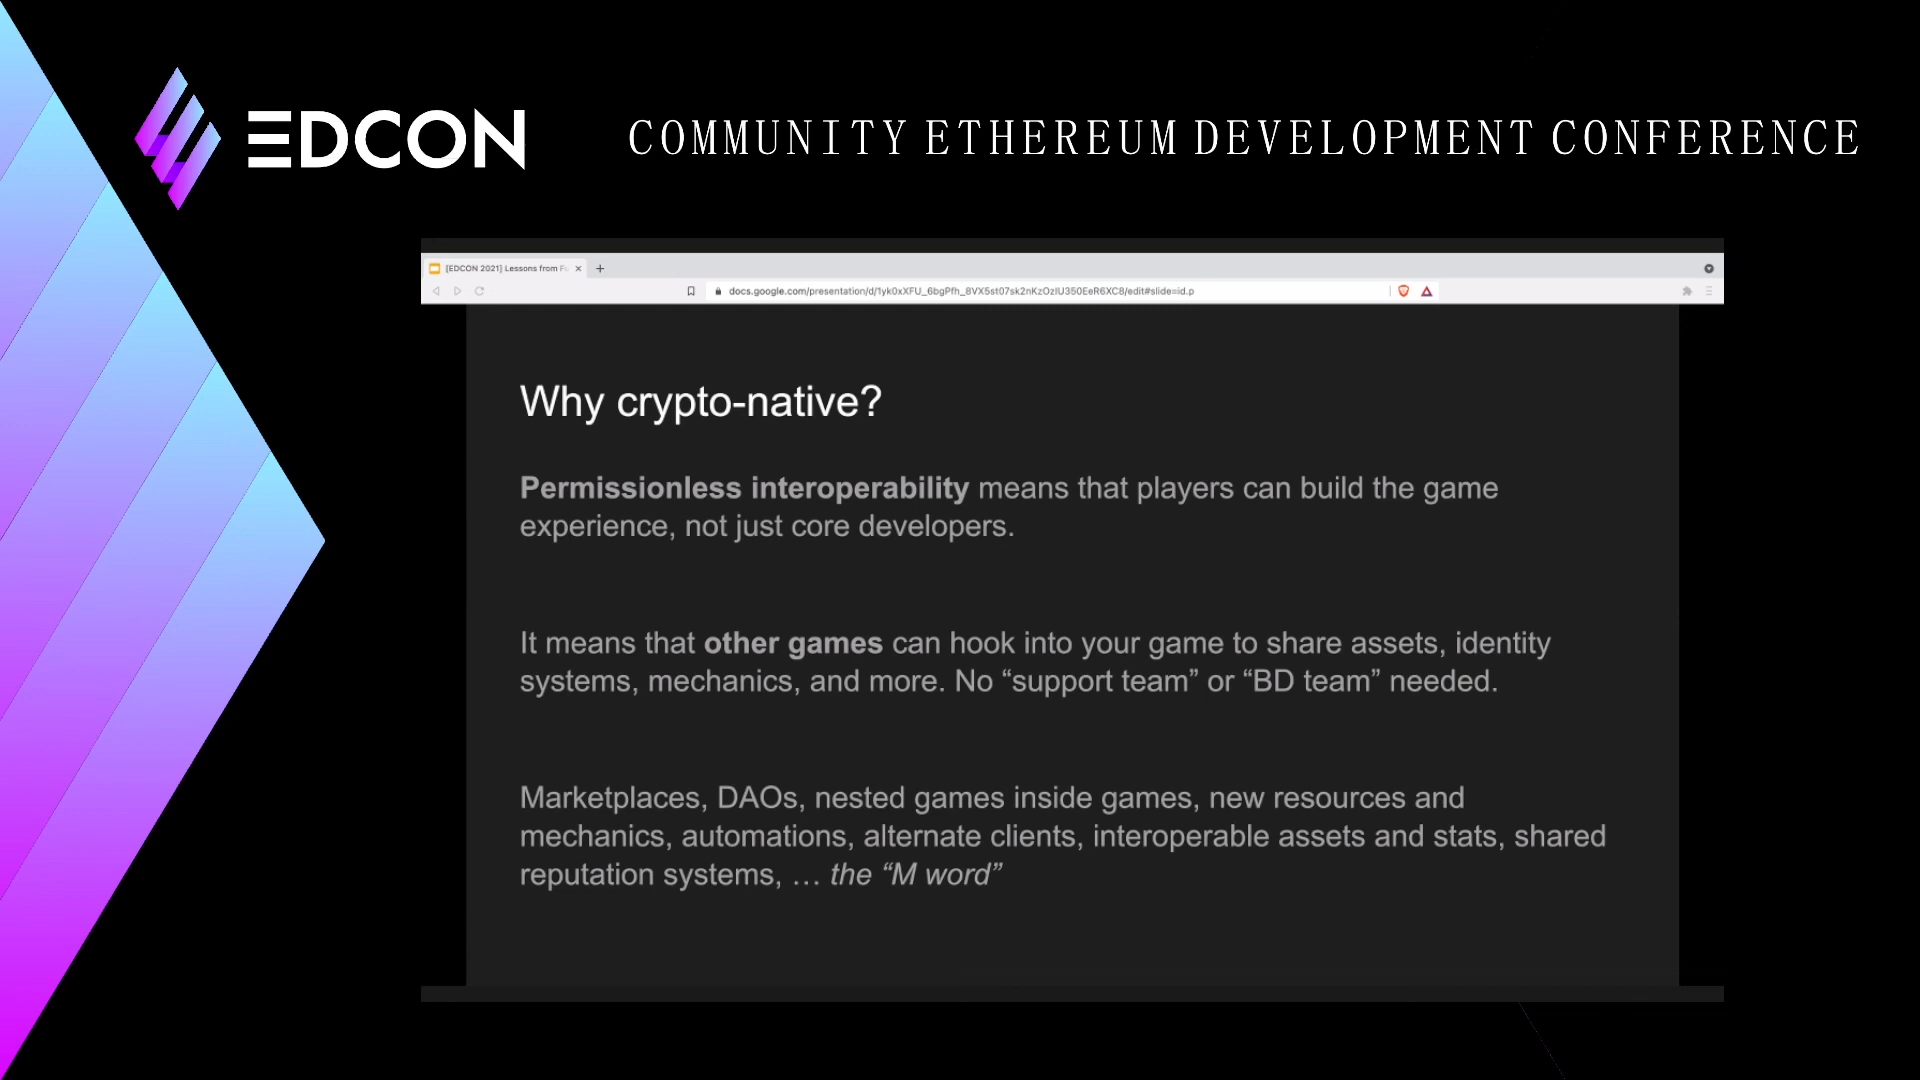 EDCON
COMMUNITY ETHEREUM DEVELOPMENT CONFERENCE
[EDCON 2021] Lessons from
docs.google.com/presentation/d/1yk0xXFU_6bgPfh_8VX5st07sk2nKzOzIU350EeR6XC8/edit#slide=id.p
Why crypto-native?
Permissionless interoperability means that players can build the game
experience, not just core developers.
It means that other games can hook into your game to share assets, identity
systems, mechanics, and more. No “support team” or “BD team” needed.
Marketplaces, DAOs, nested games inside games, new resources and
mechanics, automations, alternate clients, interoperable assets and stats, shared
reputation systems, … the “M word”